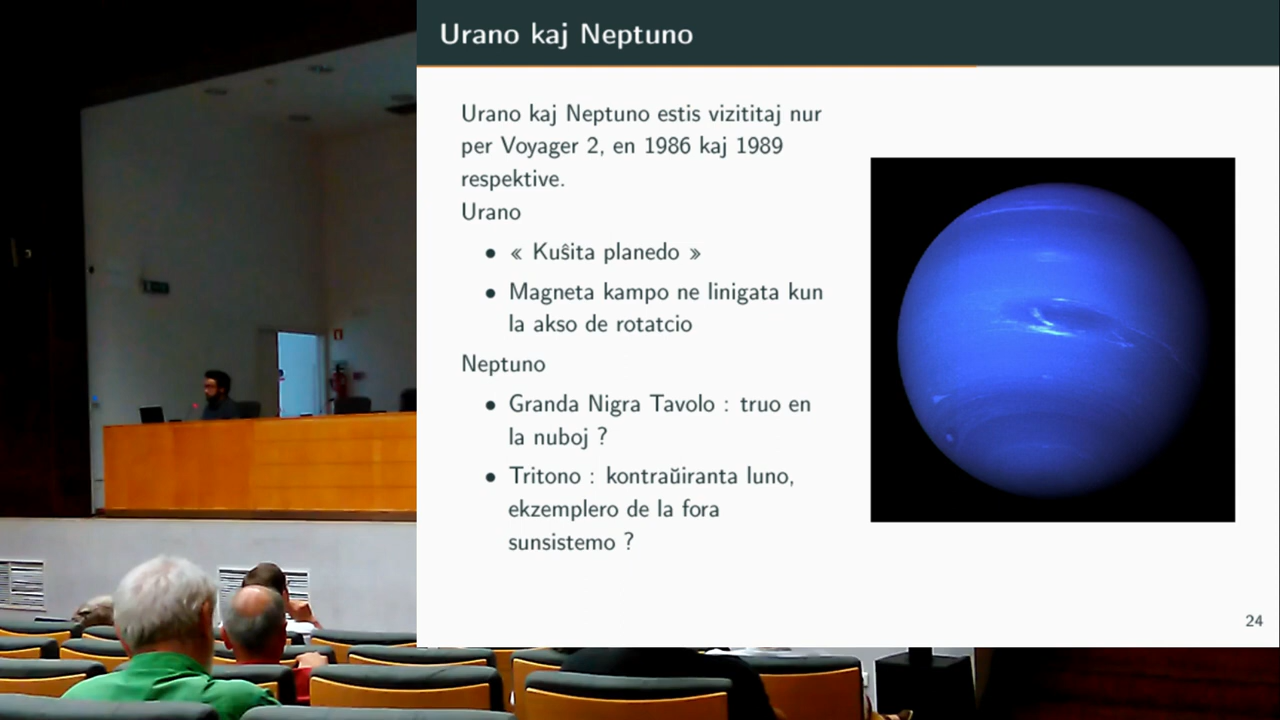 Urano kaj Neptuno
Urano kaj Neptuno estis vizititaj nur
per Voyager 2, en 1986 kaj 1989
respektive.
Urano
• « Kuŝita planedo »
• Magneta kampo ne linigata kun
la akso de rotatcio
Neptuno
• Granda Nigra Tavolo : truo en
la nuboj ?
• Tritono : kontraŭiranta luno,
ekzemplero de la fora
sunsistemo ?
24